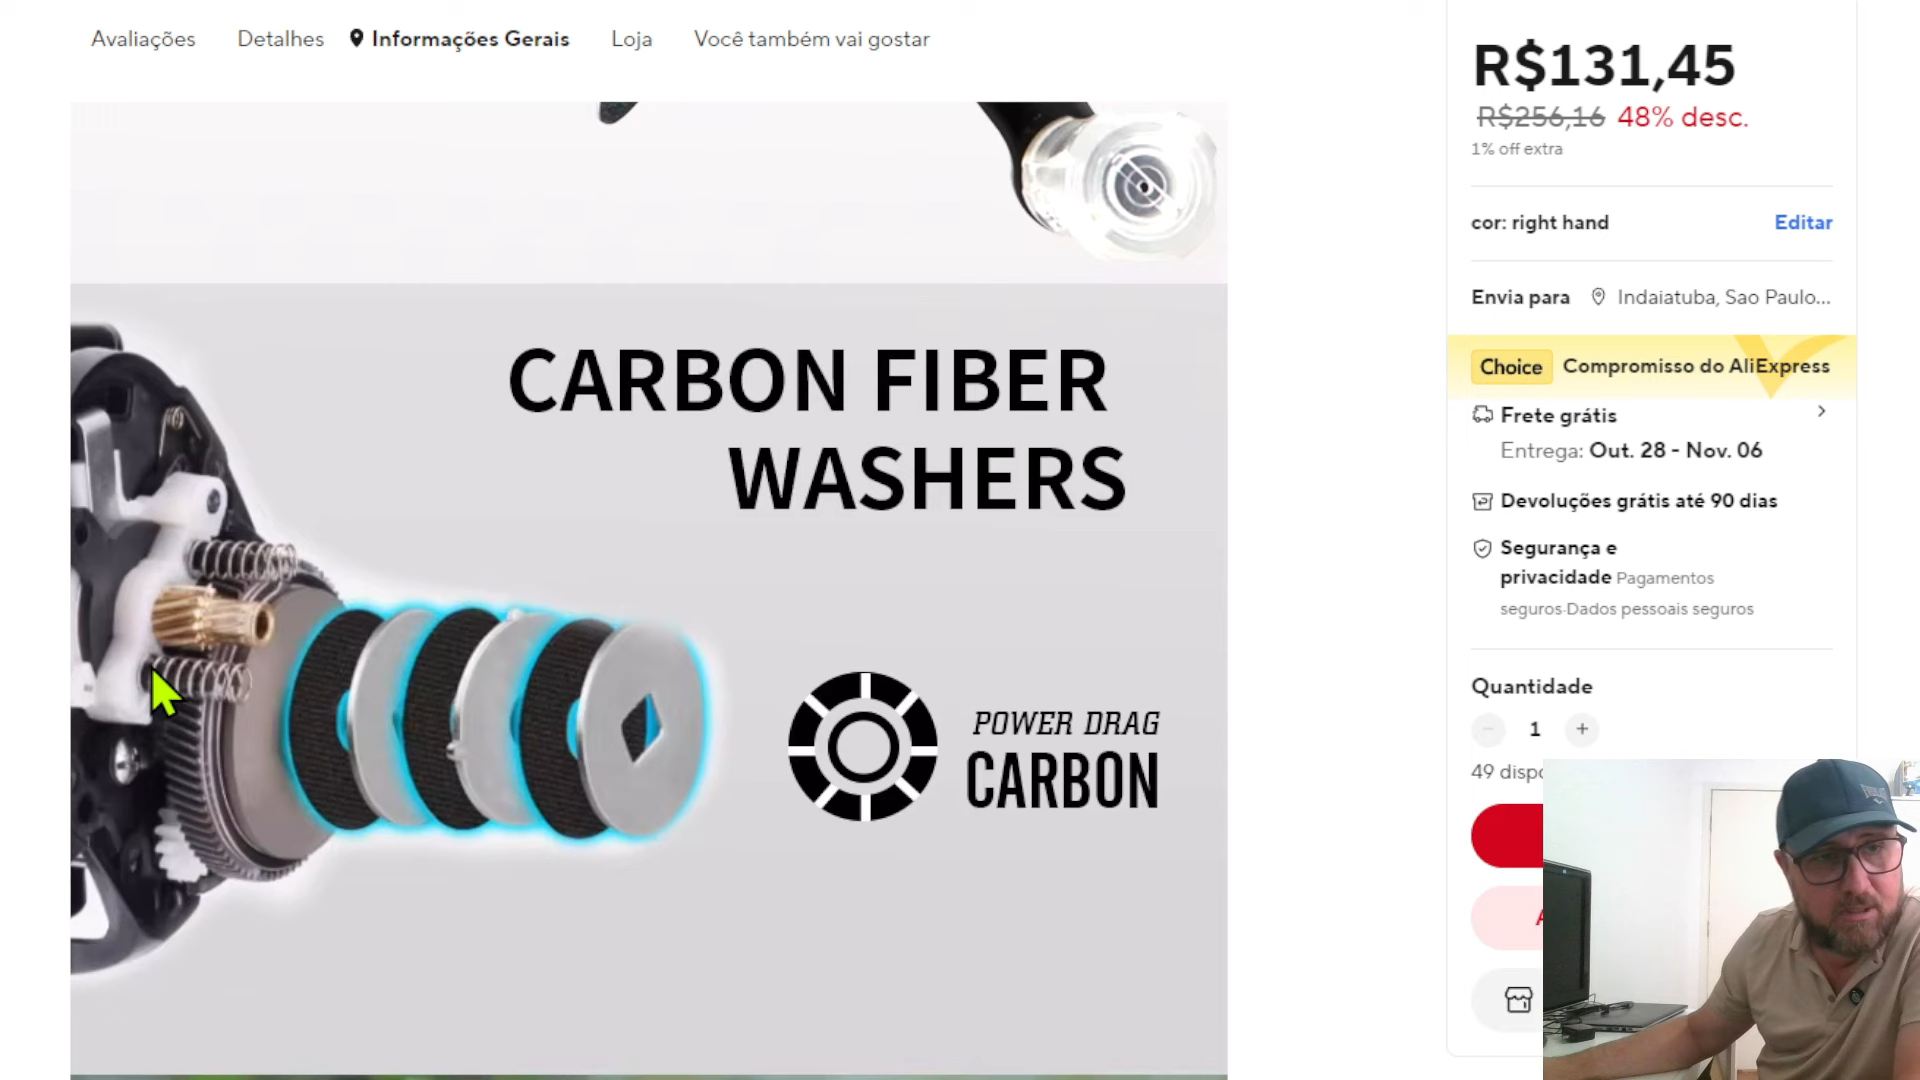 Avaliações Detalhes Informações Gerais Loja Você também vai gostar
CARBON FIBER
WASHERS
POWER DRAG
CARBON
R$131,45
R$256,16 48% desc.
1% off extra
cor: right hand Editar
Envia para Indaiatuba, Sao Paulo...
Choice Compromisso do AliExpress
Frete grátis
Entrega: Out. 28 - Nov. 06
Devoluções grátis até 90 dias
Segurança e
privacidade Pagamentos
seguros·Dados pessoais seguros
Quantidade
1
49